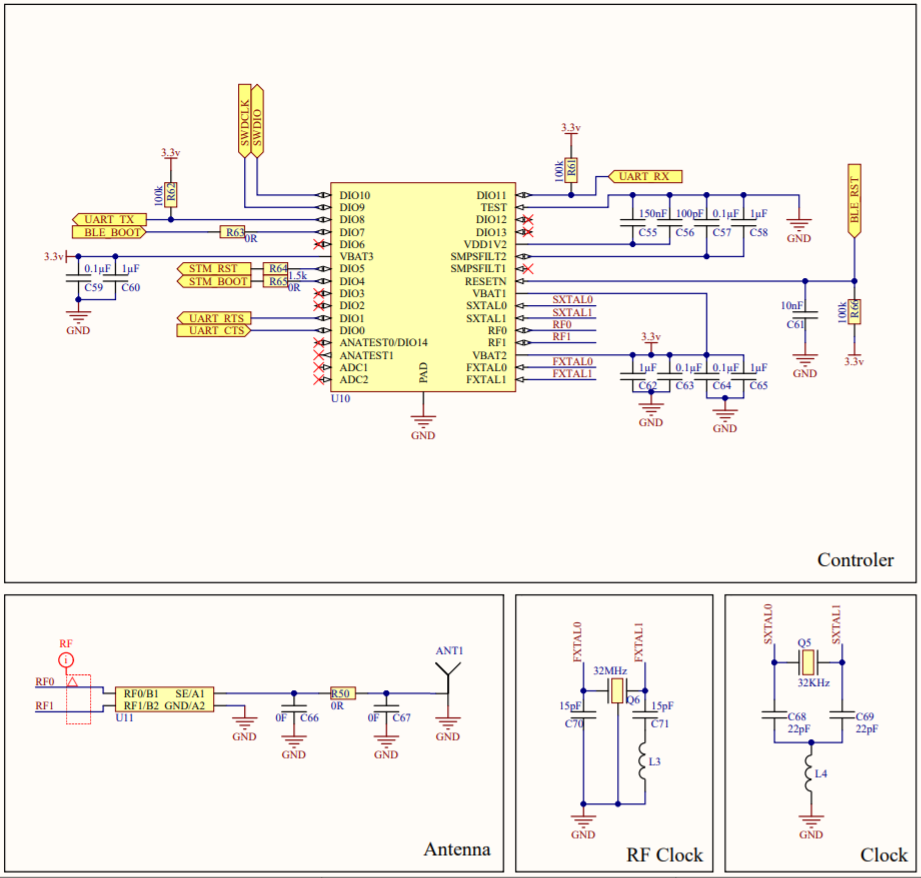 SWDCLK
SWDIO
3.3v
100k
R62
3.3v
100k
R61
UART_RX
BLE_RST
UART_TX
BLE_BOOT
R63
0R
3.3v
0.1µF
1µF
C59
C60
GND
STM_RST
R64
1.5k
STM_BOOT
R65
0R
UART_RTS
UART_CTS
DIO10
DIO9
DIO8
DIO7
DIO6
VBAT3
DIO5
DIO4
DIO3
DIO2
DIO1
DIO0
ANATEST0/DIO14
ANATEST1
ADC1
ADC2
PAD
DIO11
TEST
DIO12
DIO13
VDD1V2
SMPSFILT2
SMPSFILT1
RESETN
VBAT1
SXTAL0
SXTAL1
RF0
RF1
VBAT2
FXTAL0
FXTAL1
U10
GND
150nF
100pF
0.1µF
1µF
C55
C56
C57
C58
GND
SXTAL0
SXTAL1
RF0
RF1
FXTAL0
FXTAL1
3.3v
1µF
0.1µF
0.1µF
1µF
C62
C63
C64
C65
GND
GND
10nF
C61
GND
100k
3.3v
Controler
RF
i
RF0
RF1
RF0/B1 SE/A1
RF1/B2 GND/A2
U11
GND
0F
C66
GND
R50
0R
0F
C67
GND
ANT1
GND
Antenna
FXTAL0
FXTAL1
32MHz
Q6
15pF
C70
15pF
C71
L3
GND
RF Clock
SXTAL0
SXTAL1
Q5
32KHz
C68
22pF
C69
22pF
L4
GND
Clock